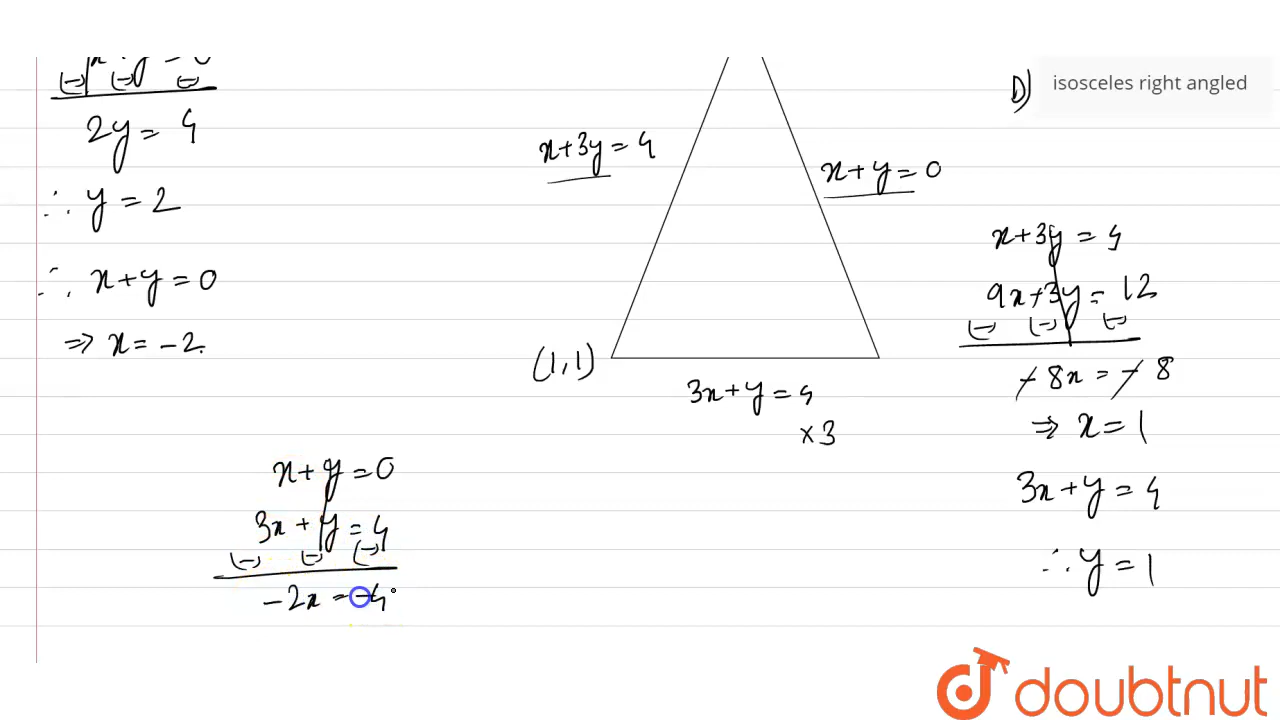 2y = 4
∴ y = 2
∴ x + y = 0
⇒ x = -2.
x + y = 0
3x + y = 4
(-) (-) (-)
-2x = -4
x + 3y = 4
x + y = 0
(1, 1)
3x + y = 4
× 3
D) isosceles right angled
x + 3y = 4
9x + 3y = 12
(-) (-) (-)
-8x = -8
⇒ x = 1
3x + y = 4
∴ y = 1
doubtnut